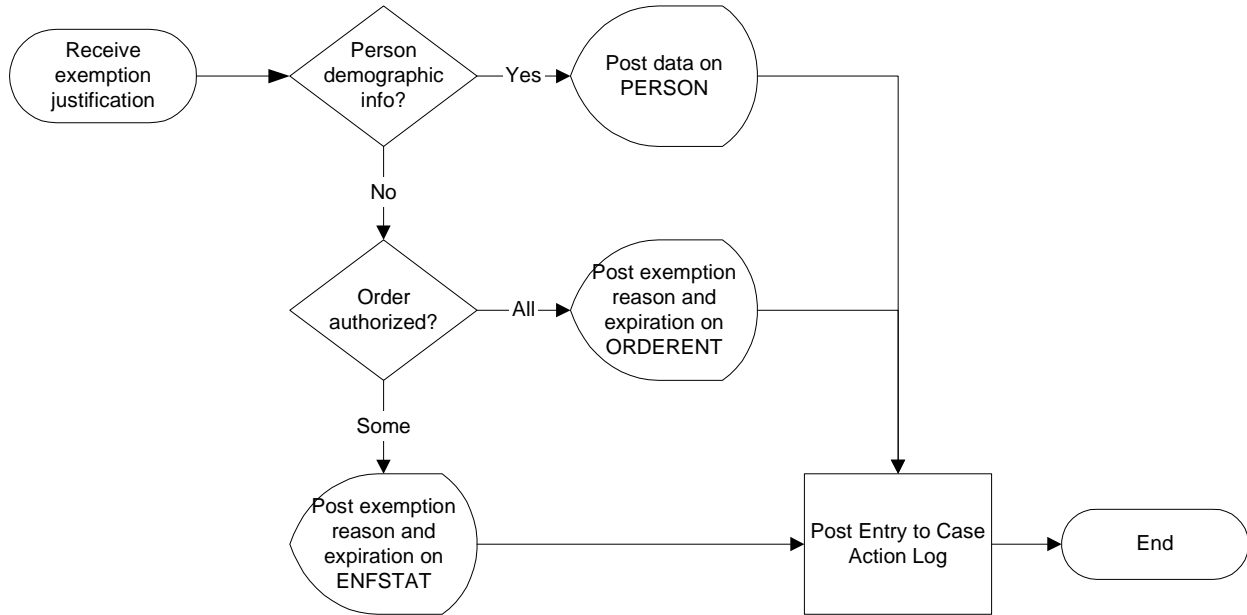 Receive
exemption
justification
Person
demographic
info?
Yes
Post data on
PERSON
No
Order
authorized?
All
Post exemption
reason and
expiration on
ORDERENT
Some
Post exemption
reason and
expiration on
ENFSTAT
Post Entry to Case
Action Log
End